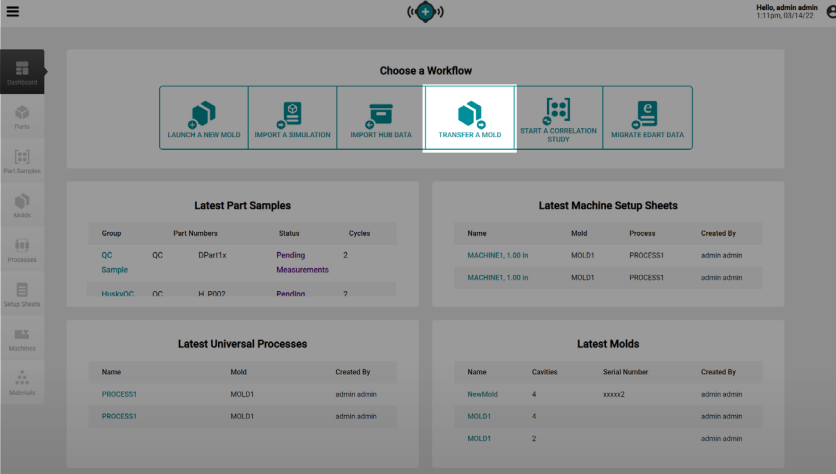 Hello, admin admin
1:11pm, 03/14/22
Dashboard
Parts
Part Samples
Molds
Processes
Setup Sheets
Machines
Materials
Choose a Workflow
LAUNCH A NEW MOLD
IMPORT A SIMULATION
IMPORT HUB DATA
TRANSFER A MOLD
START A CORRELATION
STUDY
MIGRATE EDART DATA
Latest Part Samples
Group Part Numbers Status Cycles
QC QC DPart1x Pending 2
Sample Measurements
HuskyQC QC H_P002 Pending 2
Latest Machine Setup Sheets
Name Mold Process Created By
MACHINE1, 1.00 in MOLD1 PROCESS1 admin admin
MACHINE1, 1.00 in MOLD1 PROCESS1 admin admin
Latest Universal Processes
Name Mold Created By
PROCESS1 MOLD1 admin admin
PROCESS1 MOLD1 admin admin
Latest Molds
Name Cavities Serial Number Created By
NewMold 4 xxxxx2 admin admin
MOLD1 4 admin admin
MOLD1 2 admin admin